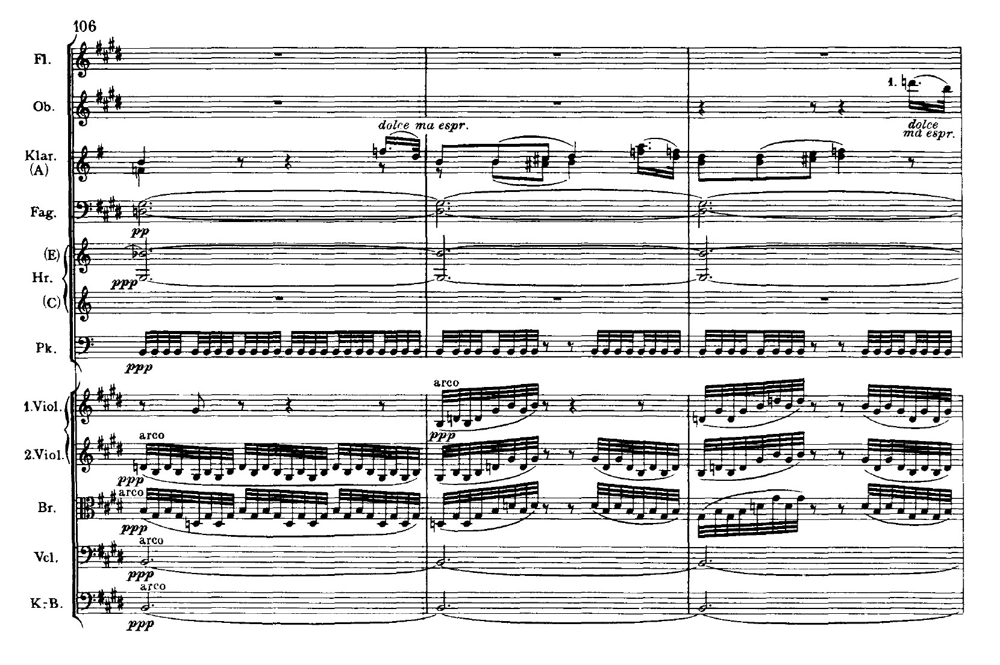 106
Fl.
1.
Ob.
dolce
ma espr.
dolce ma espr.
Klar.
(A)
Fag.
pp
(E)
Hr.
ppp
(C)
Pk.
ppp
arco
1.Viol.
ppp
arco
2.Viol.
ppp
arco
Br.
ppp
arco
Vcl.
ppp
arco
K.-B.
ppp